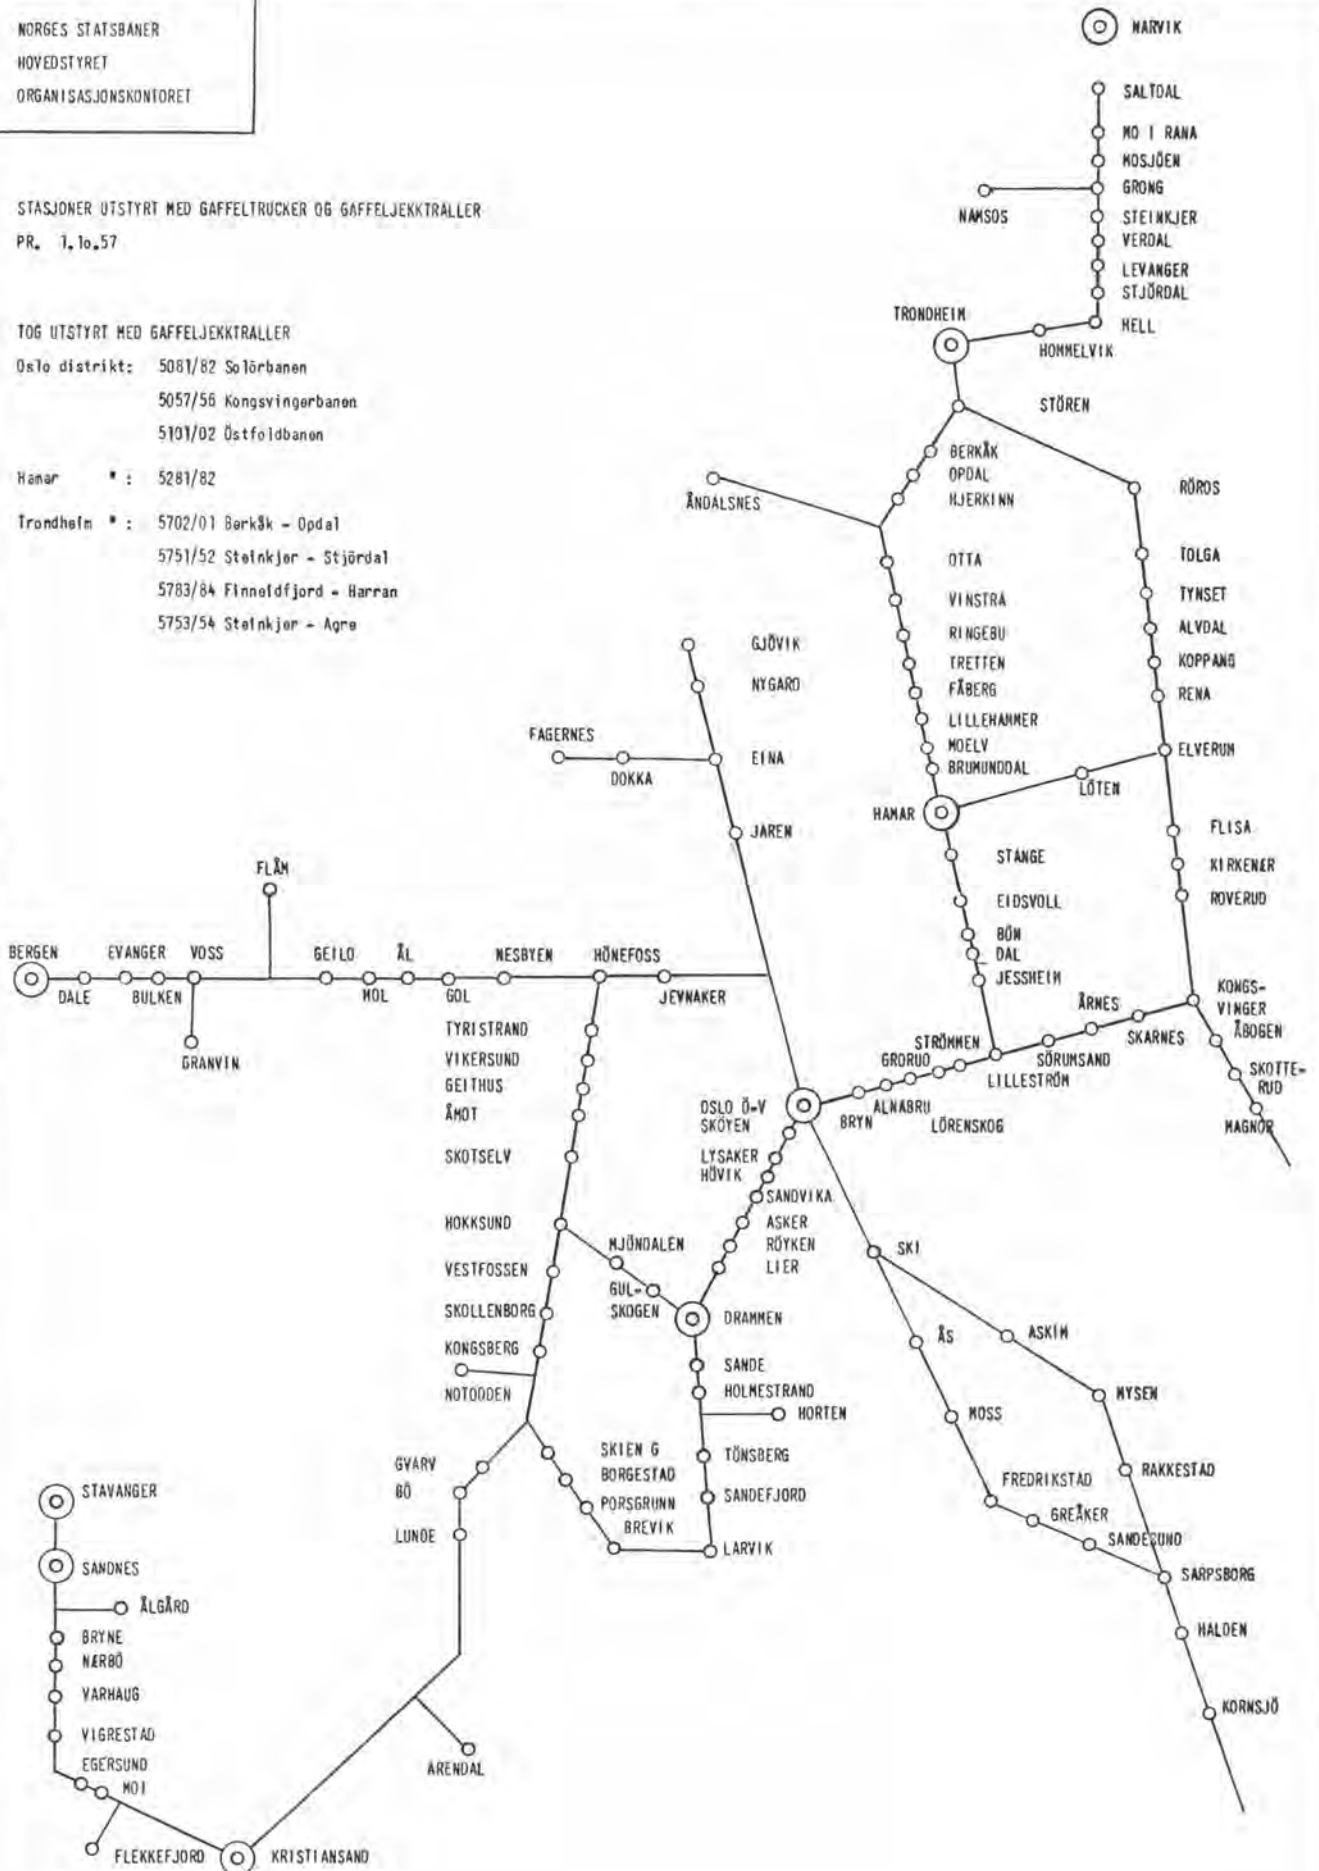 NORGES STATSBANER
HOVEDSTYRET
ORGANISASJONSKONTORET
STASJONER UTSTYRT MED GAFFELTRUCKER OG GAFFELJEKKTRALLER
PR. 1.10.57
TOG UTSTYRT MED GAFFELJEKKTRALLER
Oslo distrikt: 5081/82 Solörbanen
5057/56 Kongsvingerbanen
5101/02 Östfoldbanen
Hamar " : 5281/82
Trondheim " : 5702/01 Berkåk - Opdal
5751/52 Steinkjer - Stjördal
5783/84 Finneidfjord - Harran
5753/54 Steinkjer - Agre
NARVIK
SALTDAL
MO I RANA
MOSJÖEN
GRONG
NAMSOS
STEINKJER
VERDAL
LEVANGER
STJÖRDAL
HELL
HOMMELVIK
TRONDHEIM
STÖREN
BERKÅK
OPDAL
HJERKINN
ÅNDALSNES
OTTA
VINSTRA
RINGEBU
TRETTEN
FÅBERG
LILLEHAMMER
MOELV
BRUMUNDDAL
HAMAR
RÖROS
TOLGA
TYNSET
ALVDAL
KOPPANG
RENA
ELVERUM
LÖTEN
FLISA
KIRKENÆR
ROVERUD
STANGE
EIDSVOLL
BÖN
DAL
JESSHEIM
GJÖVIK
NYGARD
EINA
FAGERNES
DOKKA
JAREN
FLÅM
BERGEN
DALE
EVANGER
BULKEN
VOSS
GRANVIN
GEILO
MOL
ÅL
GOL
NESBYEN
HÖNEFOSS
JEVNAKER
KONGS-
VINGER
ÅBOGEN
SKOTTE-
RUD
MAGNOR
ÅRNES
SKARNES
SÖRUMSAND
LILLESTRÖM
STRÖMMEN
GRORUD
LÖRENSKOG
ALNABRU
BRYN
OSLO Ö-V
SKÖYEN
LYSAKER
HÖVIK
SANDVIKA
ASKER
RÖYKEN
LIER
DRAMMEN
TYRISTRAND
VIKERSUND
GEITHUS
ÅMOT
SKOTSELV
HOKKSUND
MJÖNDALEN
GUL-
SKOGEN
VESTFOSSEN
SKOLLENBORG
KONGSBERG
NOTODDEN
SANDE
HOLMESTRAND
HORTEN
TÖNSBERG
SANDEFJORD
LARVIK
SKIEN G
BORGESTAD
PORSGRUNN
BREVIK
GVARV
BÖ
LUNDE
SKI
ÅS
MOSS
FREDRIKSTAD
GREÅKER
SANDESUND
ASKIM
MYSEN
RAKKESTAD
SARPSBORG
HALDEN
KORNSJÖ
STAVANGER
SANDNES
ÅLGÅRD
BRYNE
NÆRBÖ
VARHAUG
VIGRESTAD
EGERSUND
MOI
FLEKKEFJORD
KRISTIANSAND
ARENDAL